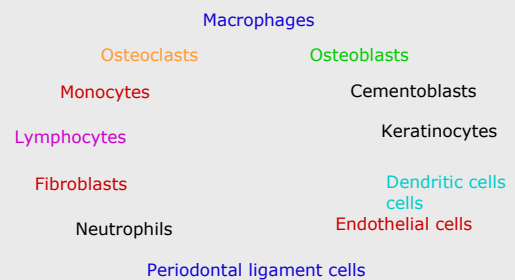 Macrophages
Osteoclasts Osteoblasts
Monocytes Cementoblasts
Lymphocytes Keratinocytes
Fibroblasts Dendritic cells
cells
Neutrophils Endothelial cells
Periodontal ligament cells